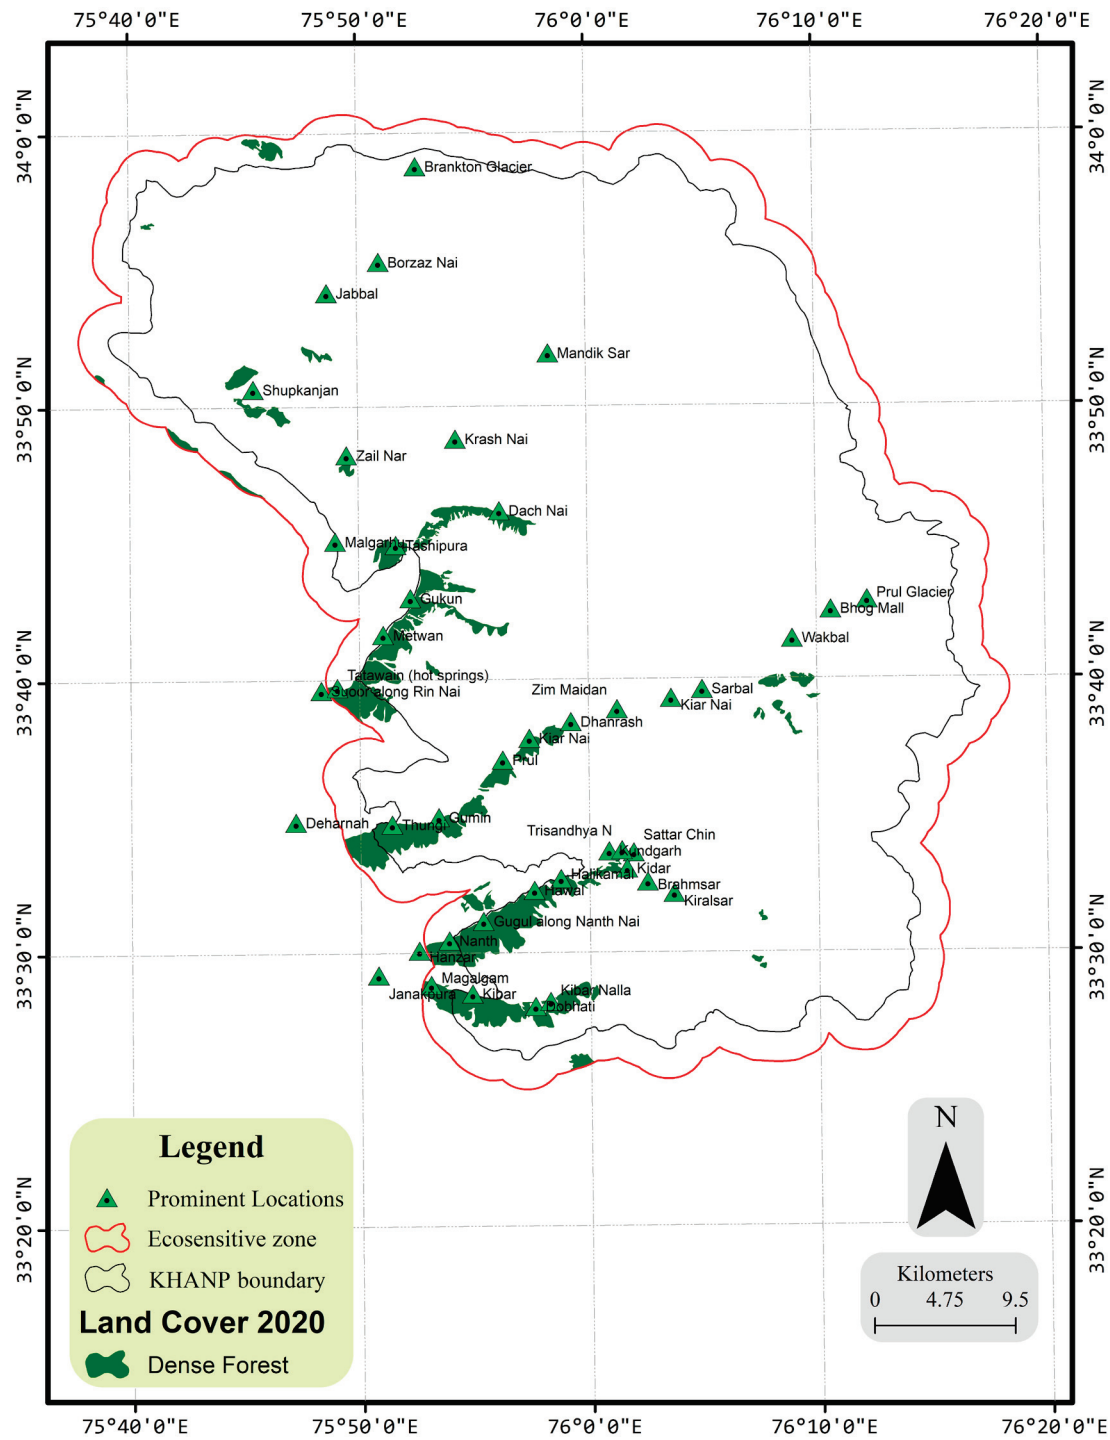 75°40'0"E 75°50'0"E 76°0'0"E 76°10'0"E 76°20'0"E
34°0'0"N 34°0'0"N
Brankton Glacier
Borzaz Nai
Jabbal
Mandik Sar
Shupkanjan
33°50'0"N 33°50'0"N
Krash Nai
Zail Nar
Dach Nai
Malgarhu
Tashipura
Prul Glacier
Gukun
Bhog Mall
Metwan
Wakbal
33°40'0"N 33°40'0"N
Tatawain (hot springs)
Zim Maidan
Sarbal
along Rin Nai
Kiar Nai
Dhanrash
Kiar Nai
Prul
Gumin
Deharnah
Thungi
Trisandhya N
Sattar Chin
Kundgarh
Kidar
Halikamal
Brahmsar
Hawal
Kiralsar
Gugul along Nanth Nai
Nanth
33°30'0"N 33°30'0"N
Hanzar
Magalgam
Kibar Nalla
Janakpura
Kibar
Dobhati
Legend
Prominent Locations
Ecosensitive zone
KHANP boundary
Land Cover 2020
Dense Forest
N
33°20'0"N 33°20'0"N
Kilometers
0 4.75 9.5
75°40'0"E 75°50'0"E 76°0'0"E 76°10'0"E 76°20'0"E